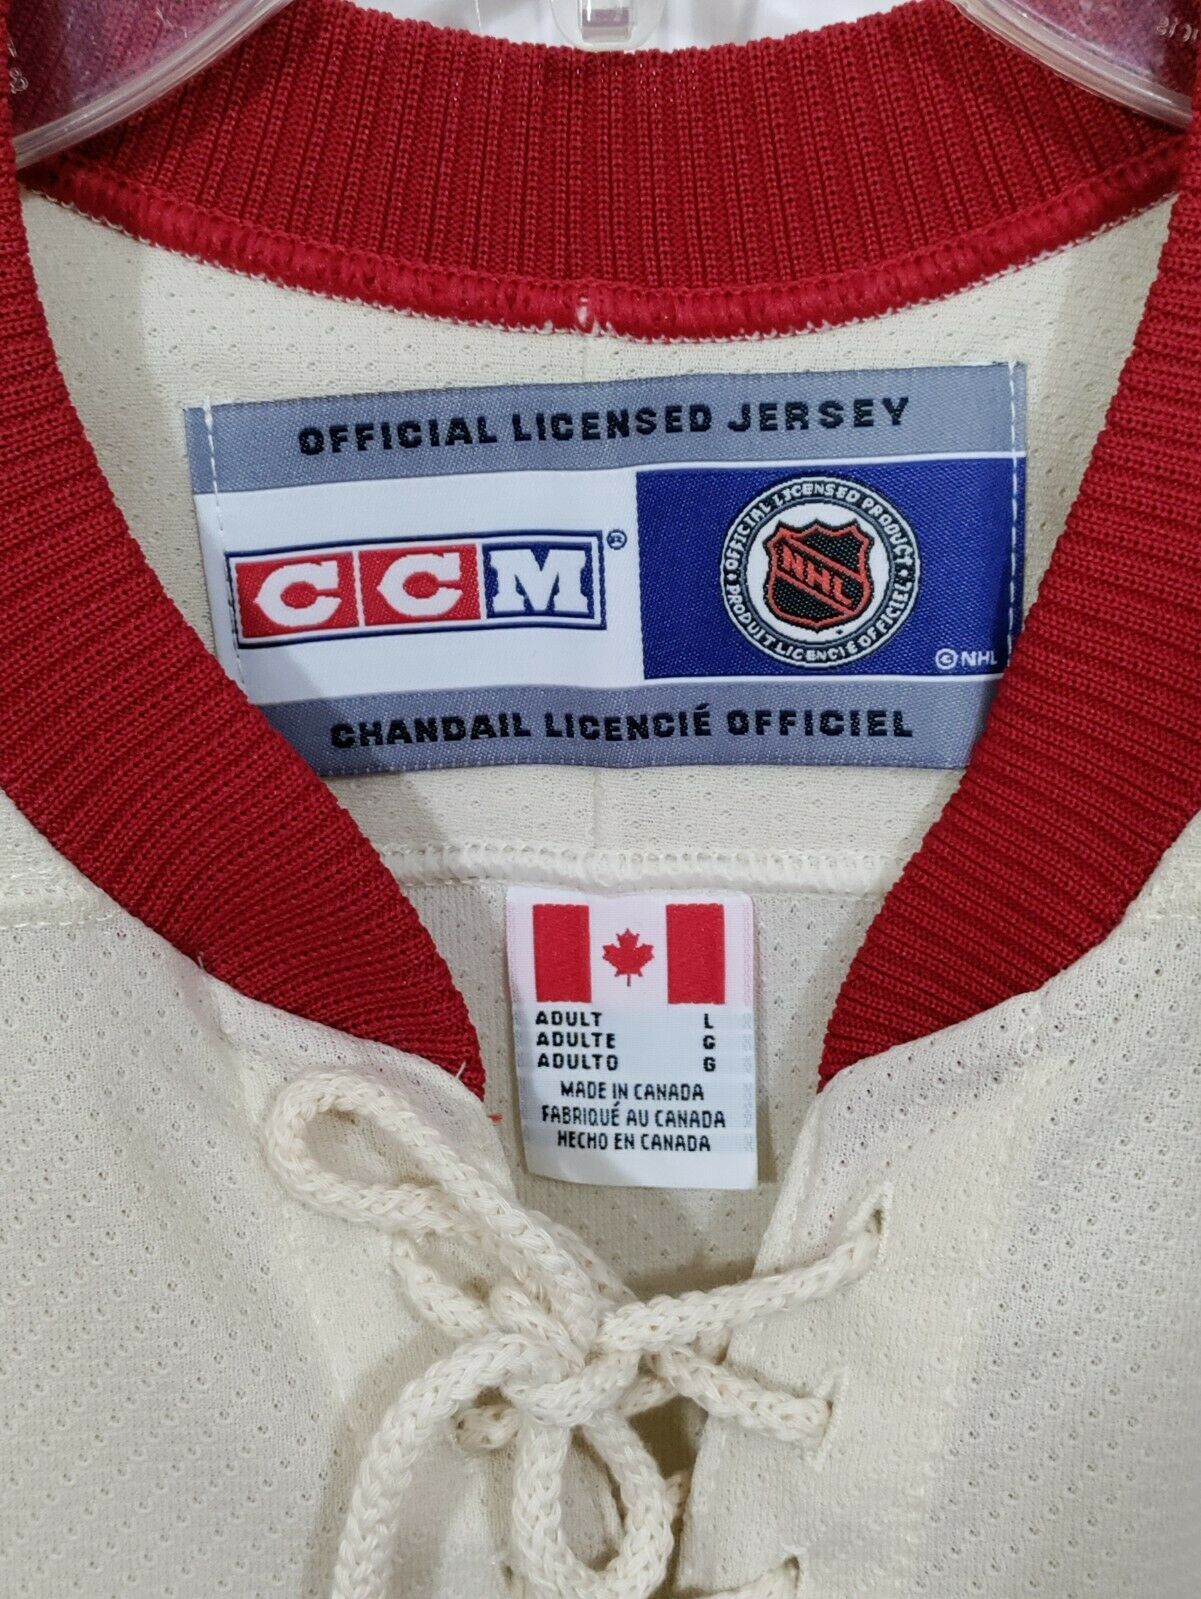 OFFICIAL LICENSED JERSEY
CCM®
OFFICIAL LICENSED PRODUCT
NHL
PRODUIT LICENCIÉ OFFICIEL
© NHL
CHANDAIL LICENCIÉ OFFICIEL
ADULT L
ADULTE G
ADULTO G
MADE IN CANADA
FABRIQUÉ AU CANADA
HECHO EN CANADA